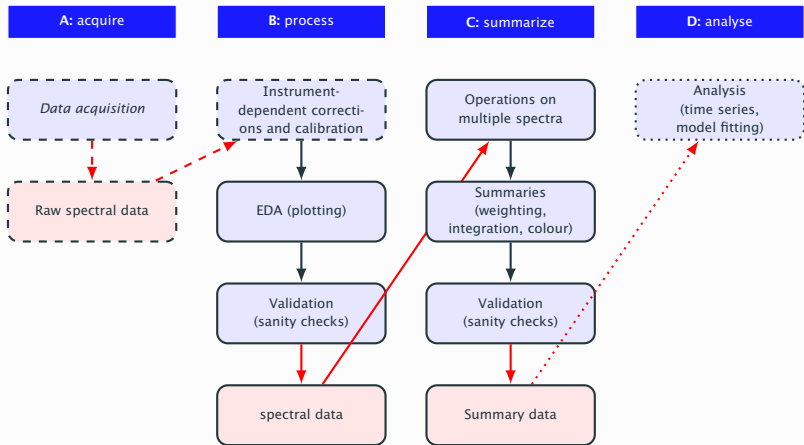 A: acquire
B: process
C: summarize
D: analyse
Data acquisition
Raw spectral data
Instrument-
dependent correcti-
ons and calibration
EDA (plotting)
Validation
(sanity checks)
spectral data
Operations on
multiple spectra
Summaries
(weighting,
integration, colour)
Validation
(sanity checks)
Summary data
Analysis
(time series,
model fitting)